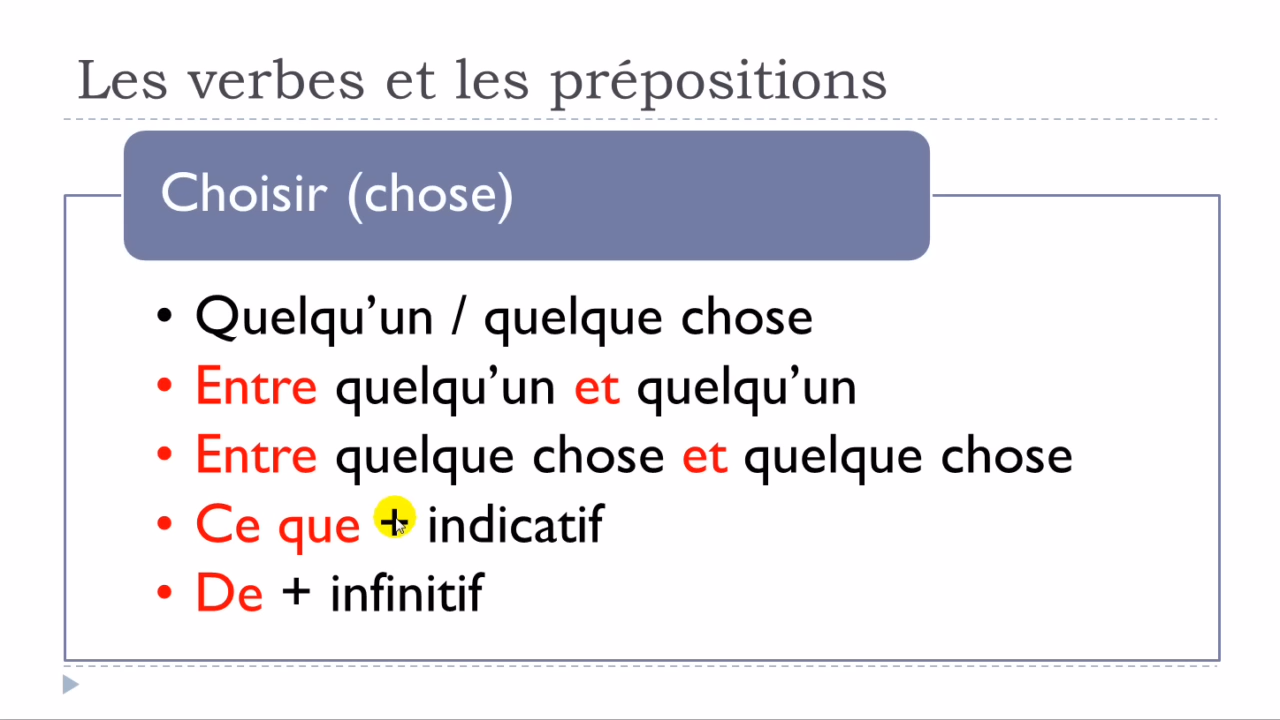 Les verbes et les prépositions
Choisir (chose)
• Quelqu’un / quelque chose
• Entre quelqu’un et quelqu’un
• Entre quelque chose et quelque chose
• Ce que + indicatif
• De + infinitif